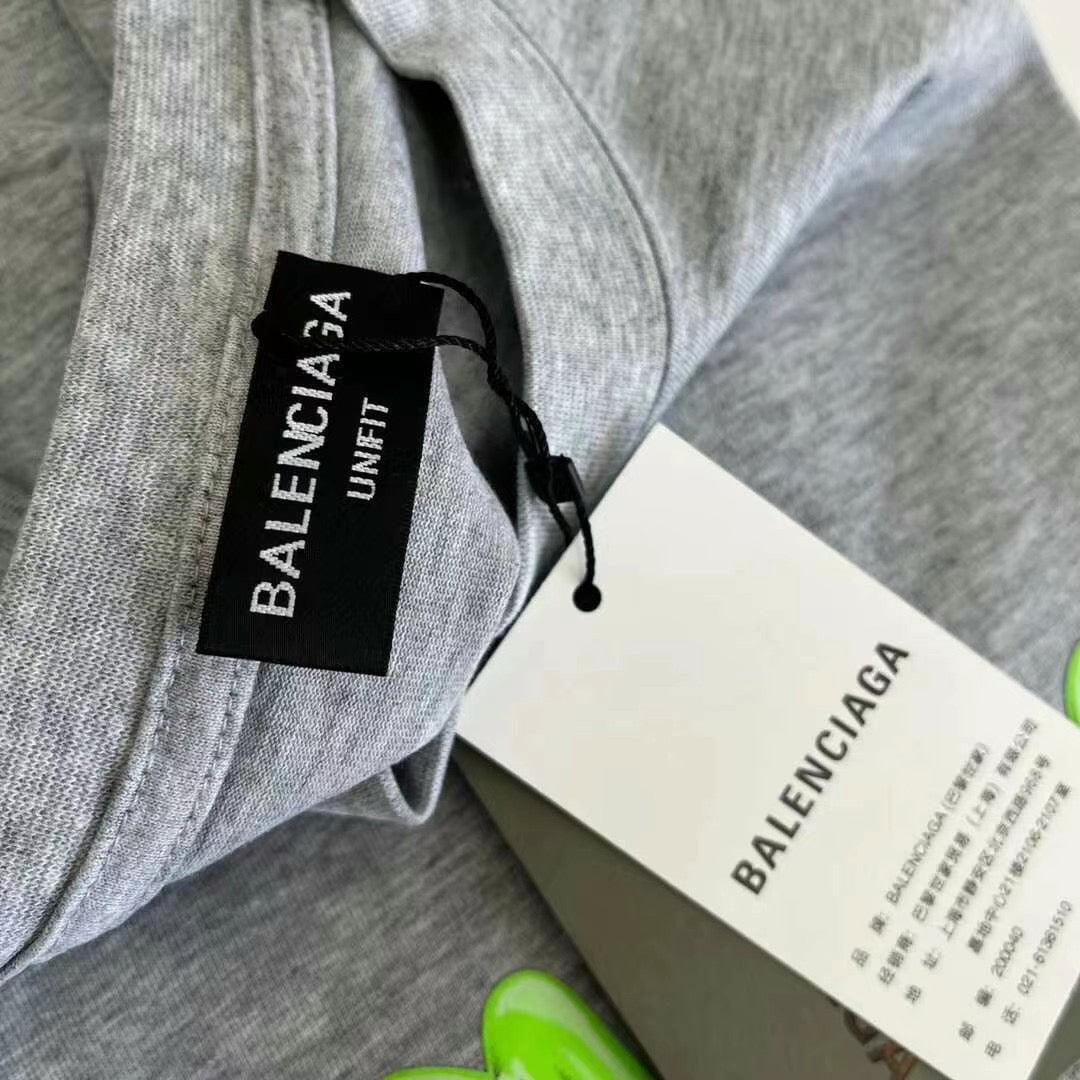 BALENCIAGA
UNIFIT
BALENCIAGA
品 牌: BALENCIAGA(巴黎世家)
经销商: 巴黎世家贸易(上海)有限公司
地 址: 上海市静安区北京西路968号
嘉地中心21楼2106-2107室
邮 编: 200040
电 话: 021-61361510